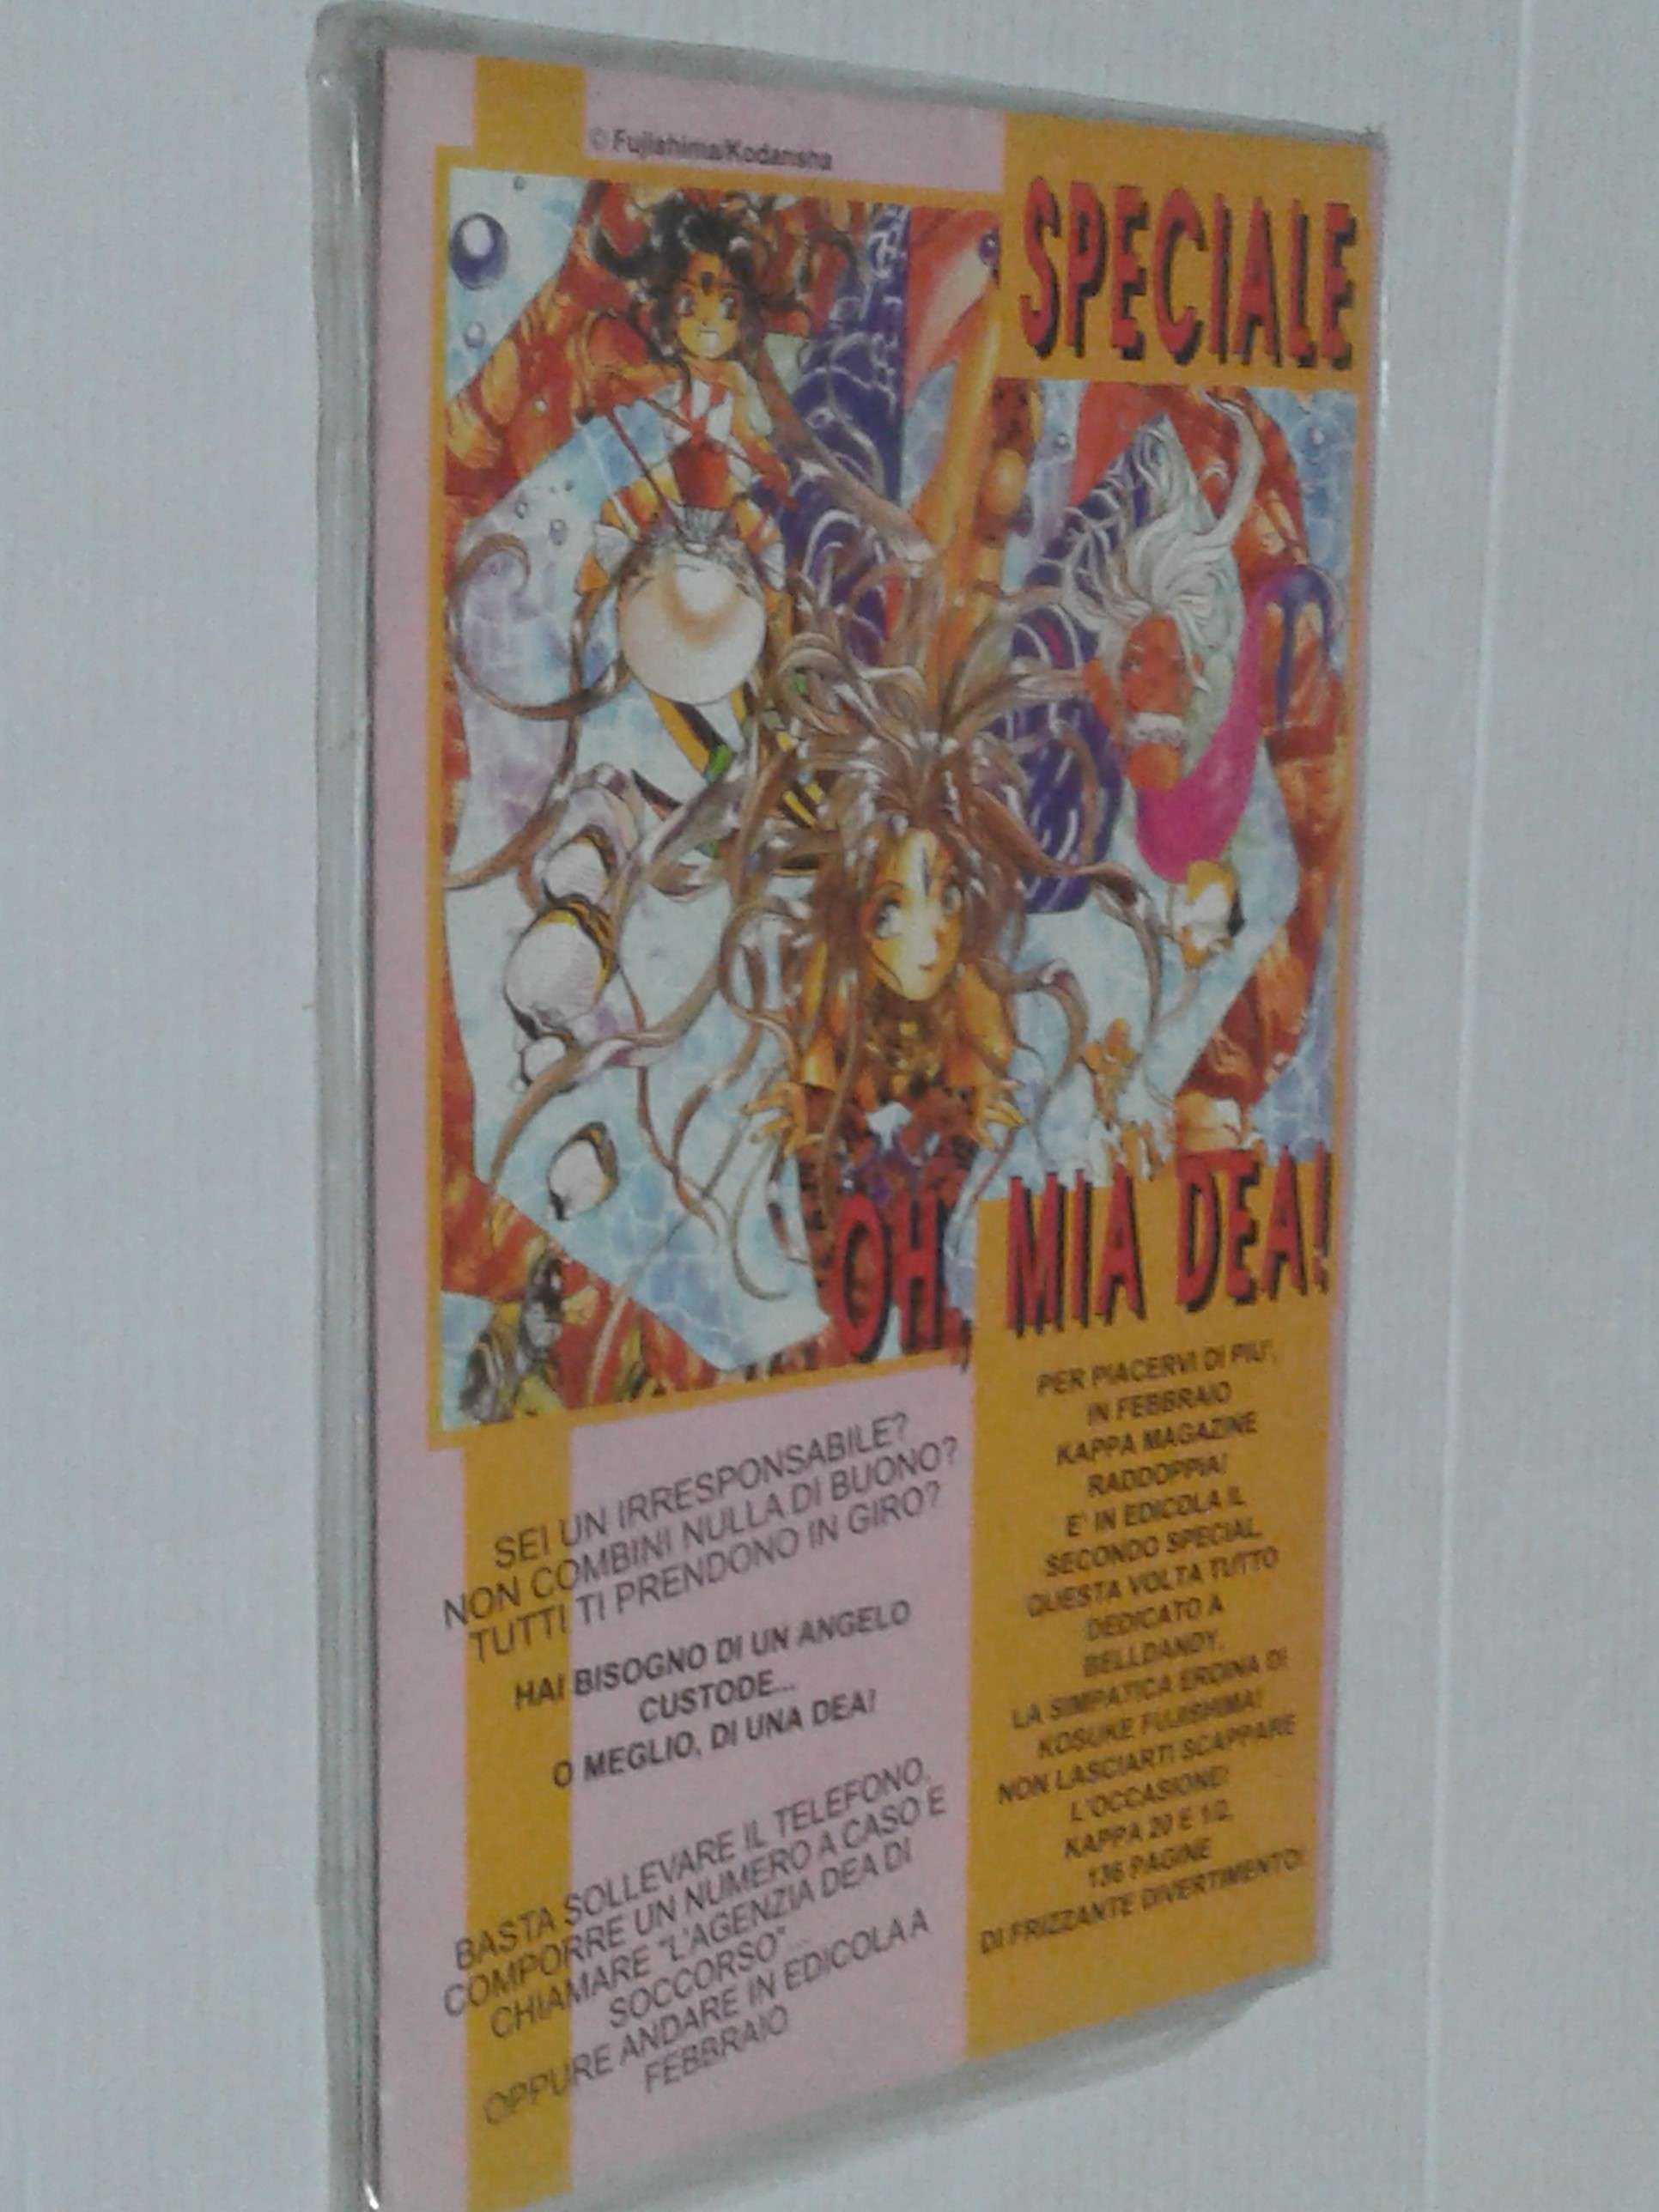 © Fujishima/Kodansha
SPECIALE
OH, MIA DEA!
SEI UN IRRESPONSABILE?
NON COMBINI NULLA DI BUONO?
TUTTI TI PRENDONO IN GIRO?
HAI BISOGNO DI UN ANGELO
CUSTODE...
O MEGLIO, DI UNA DEA!
BASTA SOLLEVARE IL TELEFONO,
COMPORRE UN NUMERO A CASO E
CHIAMARE "L'AGENZIA DEA DI
SOCCORSO"...
OPPURE ANDARE IN EDICOLA A
FEBBRAIO
PER PIACERVI DI PIU',
IN FEBBRAIO
KAPPA MAGAZINE
RADDOPPIA!
E' IN EDICOLA IL
SECONDO SPECIAL,
QUESTA VOLTA TUTTO
DEDICATO A
BELLDANDY,
LA SIMPATICA EROINA DI
KOSUKE FUJISHIMA!
NON LASCIARTI SCAPPARE
L'OCCASIONE!
KAPPA 20 E 1/2,
136 PAGINE
DI FRIZZANTE DIVERTIMENTO!